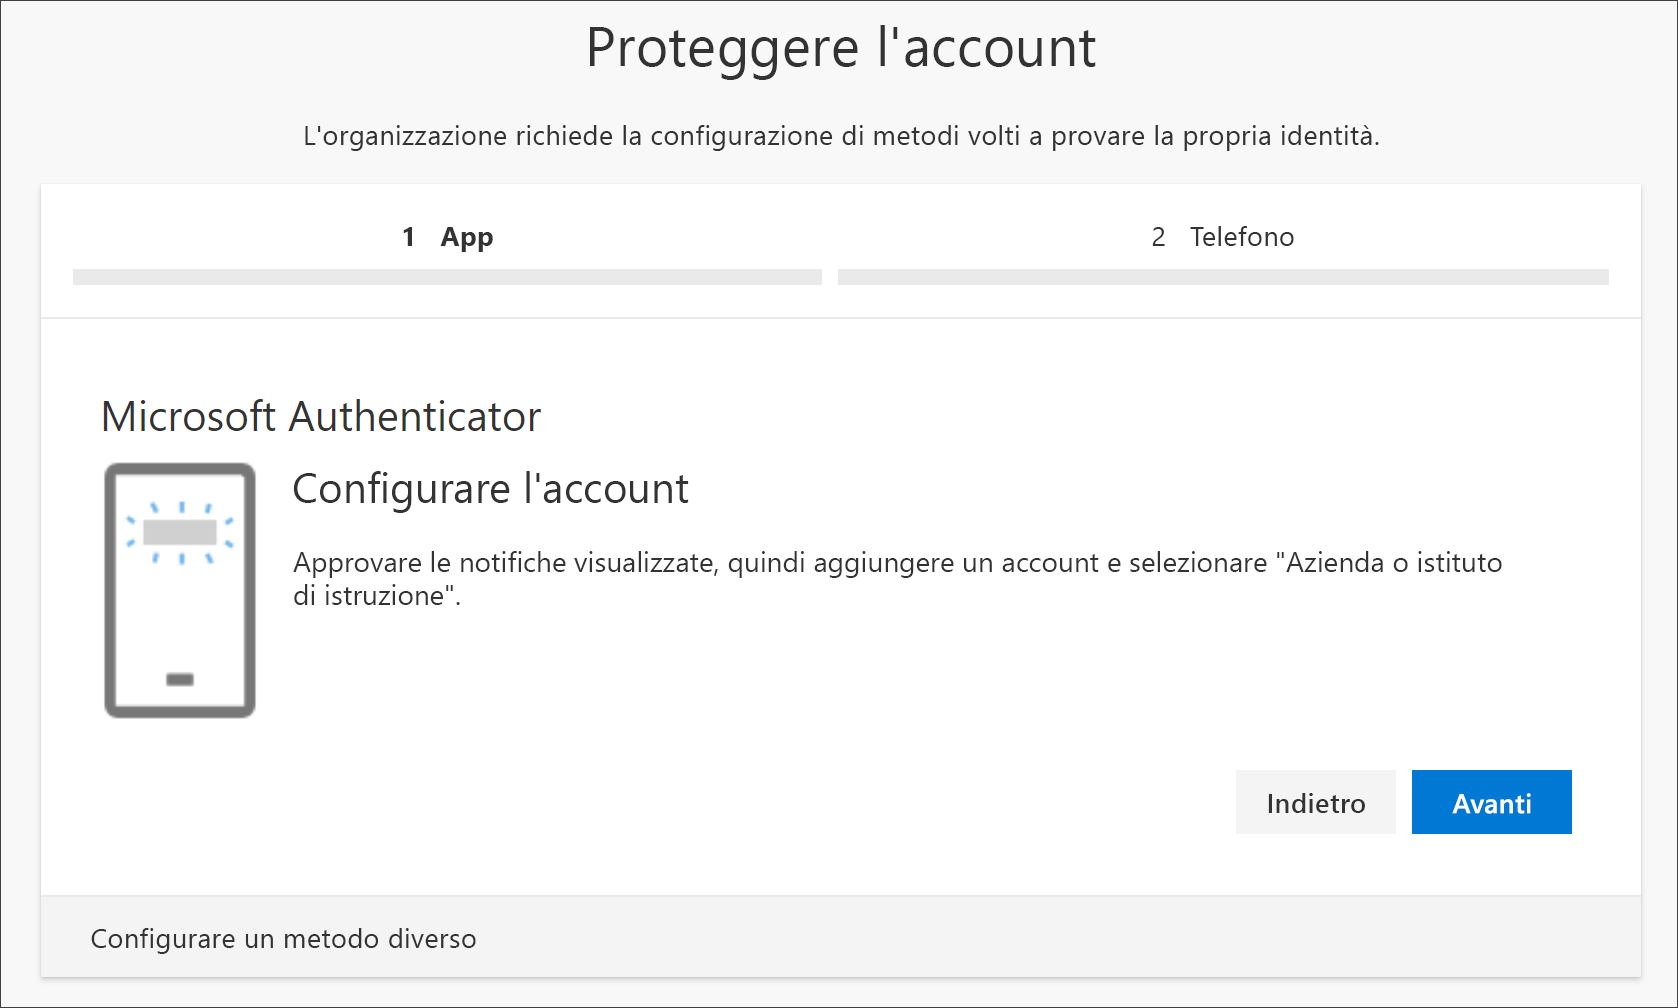 Proteggere l'account
L'organizzazione richiede la configurazione di metodi volti a provare la propria identità.
1 App
2 Telefono
Microsoft Authenticator
Configurare l'account
Approvare le notifiche visualizzate, quindi aggiungere un account e selezionare "Azienda o istituto
di istruzione".
Indietro
Avanti
Configurare un metodo diverso